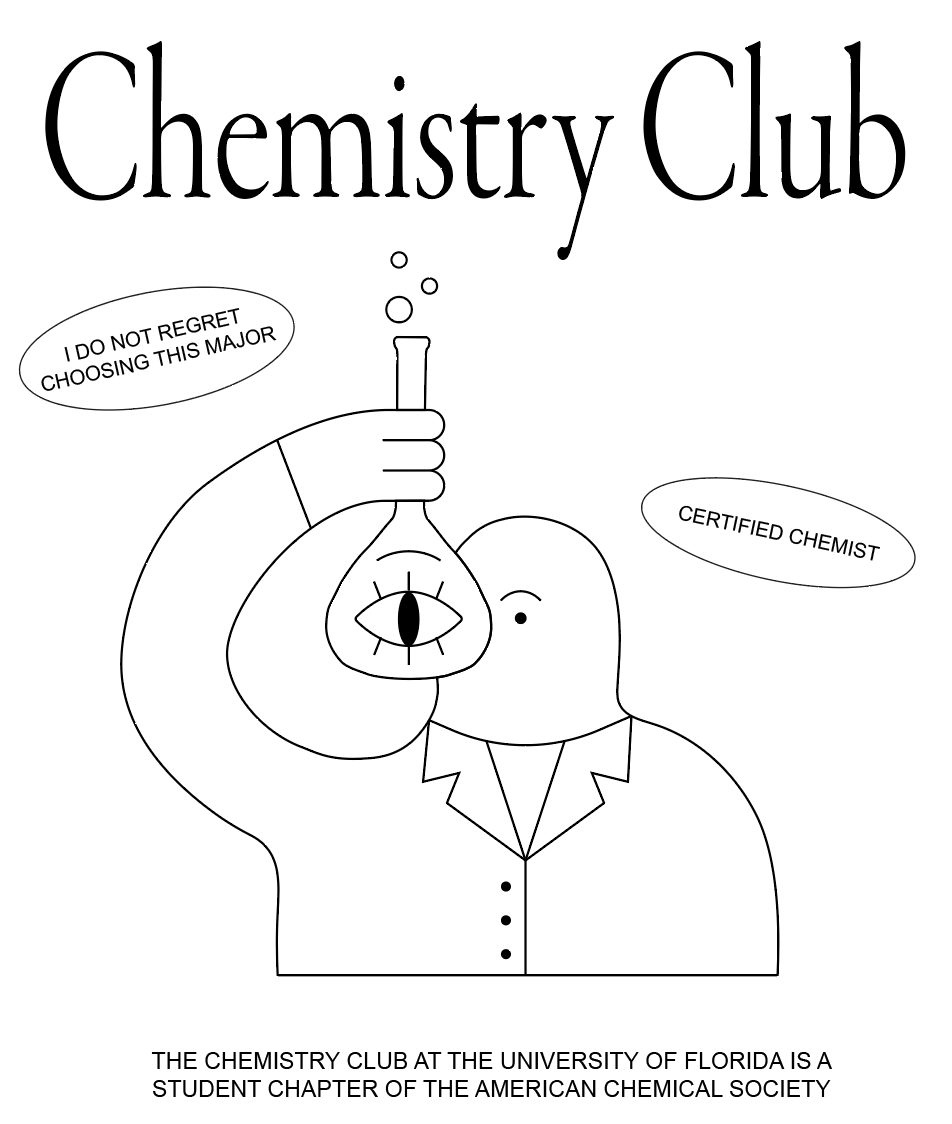 Chemistry Club
I DO NOT REGRET
CHOOSING THIS MAJOR
CERTIFIED CHEMIST
THE CHEMISTRY CLUB AT THE UNIVERSITY OF FLORIDA IS A
STUDENT CHAPTER OF THE AMERICAN CHEMICAL SOCIETY